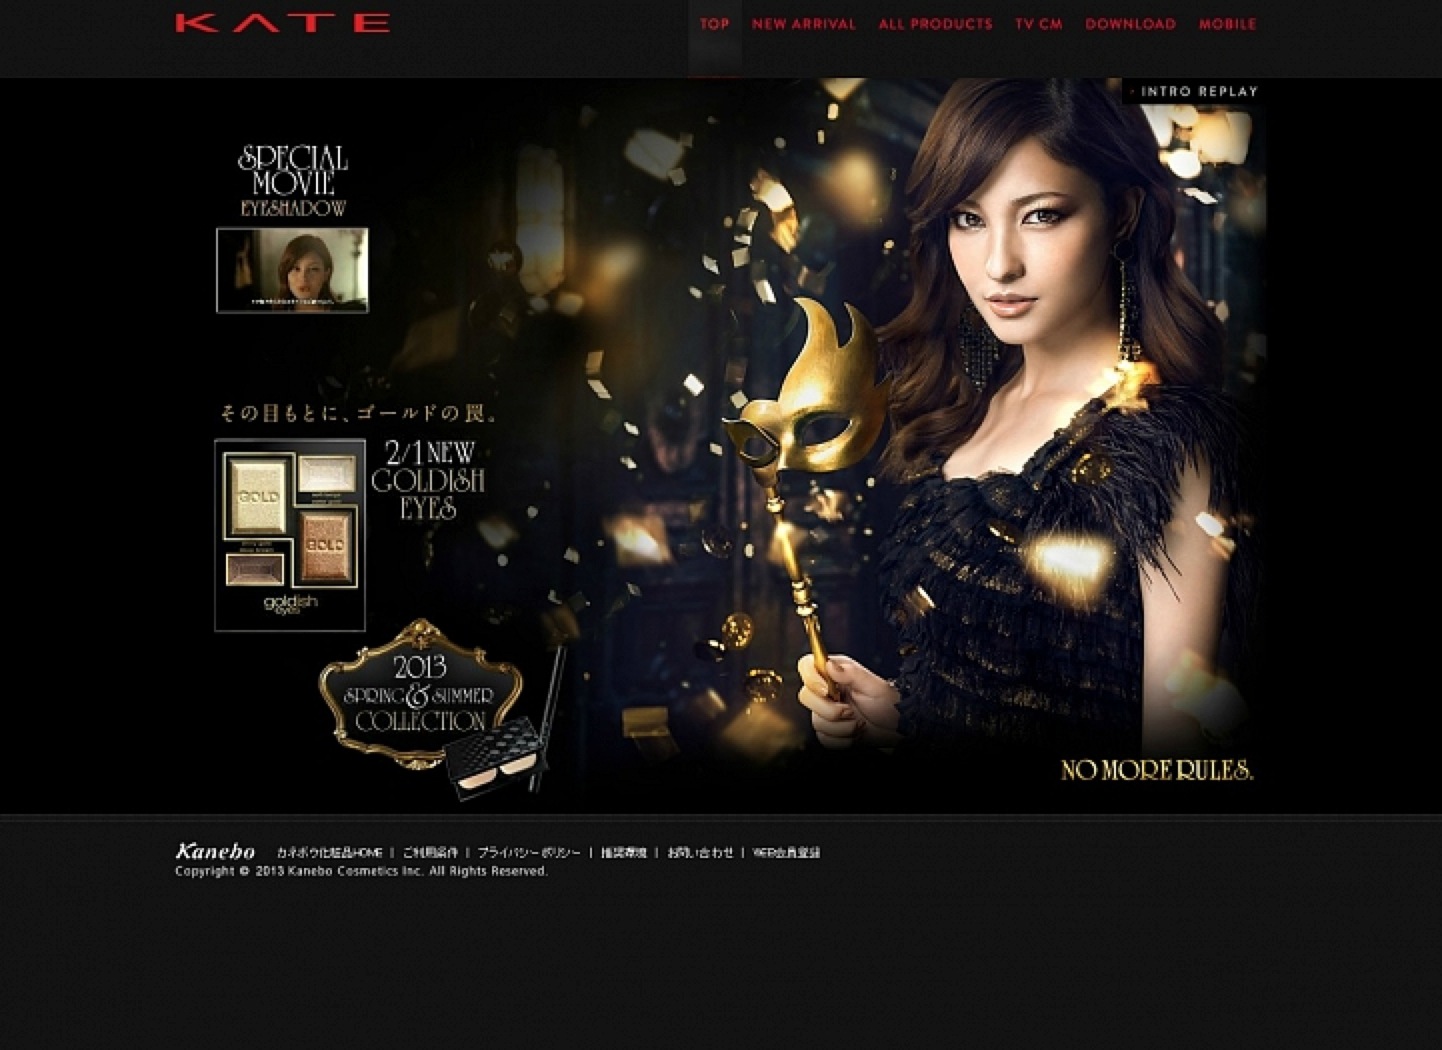 KATE
TOP NEW ARRIVAL ALL PRODUCTS TV CM DOWNLOAD MOBILE
INTRO REPLAY
SPECIAL
MOVIE
EYESHADOW
その目もとに、ゴールドの罠。
2/1 NEW
GOLDISH
EYES
GOLD
GOLD
goldish
eyes
2013
SPRING & SUMMER
COLLECTION
NO MORE RULES.
Kanebo カネボウ化粧品HOME | ご利用条件 | プライバシーポリシー | 推奨環境 | お問い合わせ | WEB会員登録
Copyright © 2013 Kanebo Cosmetics Inc. All Rights Reserved.